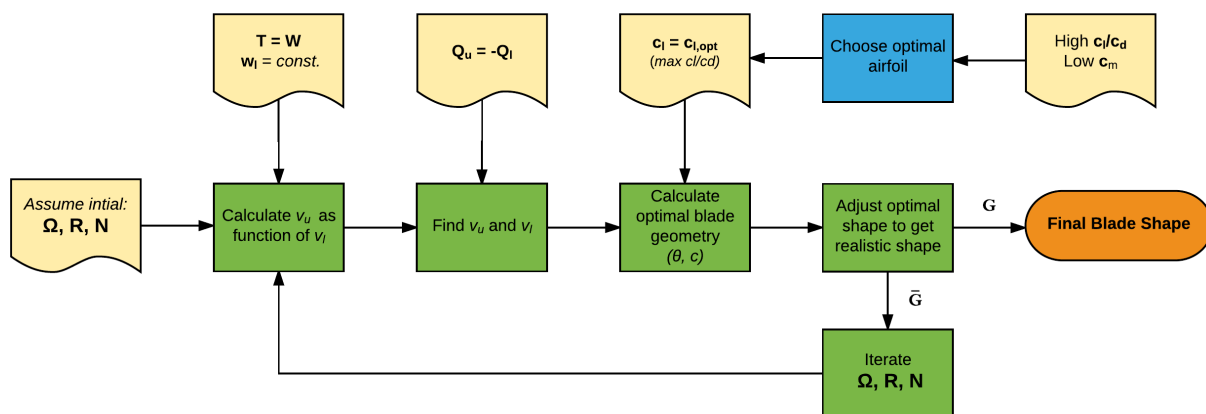 T = W
w_l = const.
Q_u = -Q_l
c_l = c_l,opt
(max cl/cd)
Choose optimal
airfoil
High c_l/c_d
Low c_m
Assume intial:
Ω, R, N
Calculate v_u as
function of v_l
Find v_u and v_l
Calculate
optimal blade
geometry
(θ, c)
Adjust optimal
shape to get
realistic shape
G
Final Blade Shape
G̅
Iterate
Ω, R, N